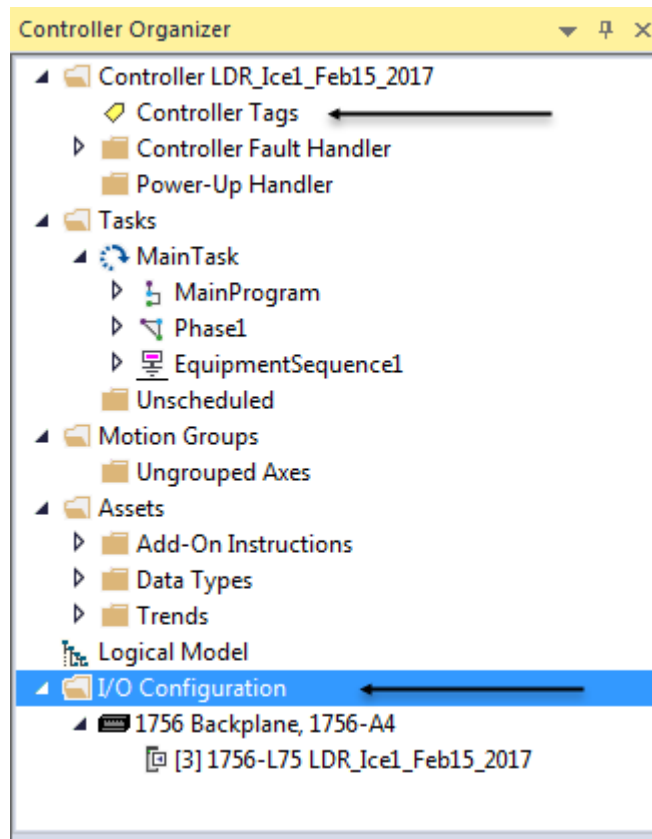 Controller Organizer
Controller LDR_Ice1_Feb15_2017
Controller Tags
Controller Fault Handler
Power-Up Handler
Tasks
MainTask
MainProgram
Phase1
EquipmentSequence1
Unscheduled
Motion Groups
Ungrouped Axes
Assets
Add-On Instructions
Data Types
Trends
Logical Model
I/O Configuration
1756 Backplane, 1756-A4
[3] 1756-L75 LDR_Ice1_Feb15_2017